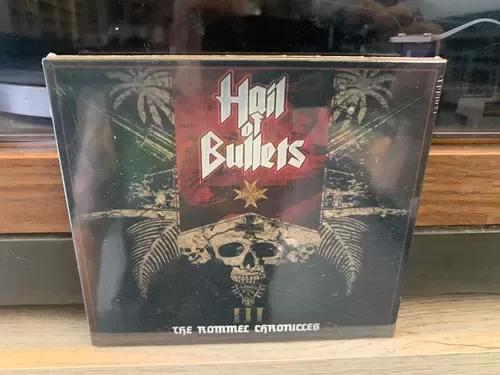 Hail
of
Bullets
III
THE ROMMEL CHRONICLES